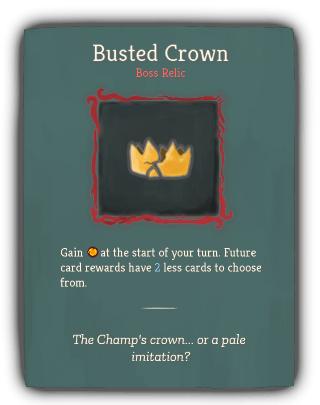 Busted Crown
Boss Relic
Gain at the start of your turn. Future
card rewards have 2 less cards to choose
from.
The Champ's crown... or a pale
imitation?